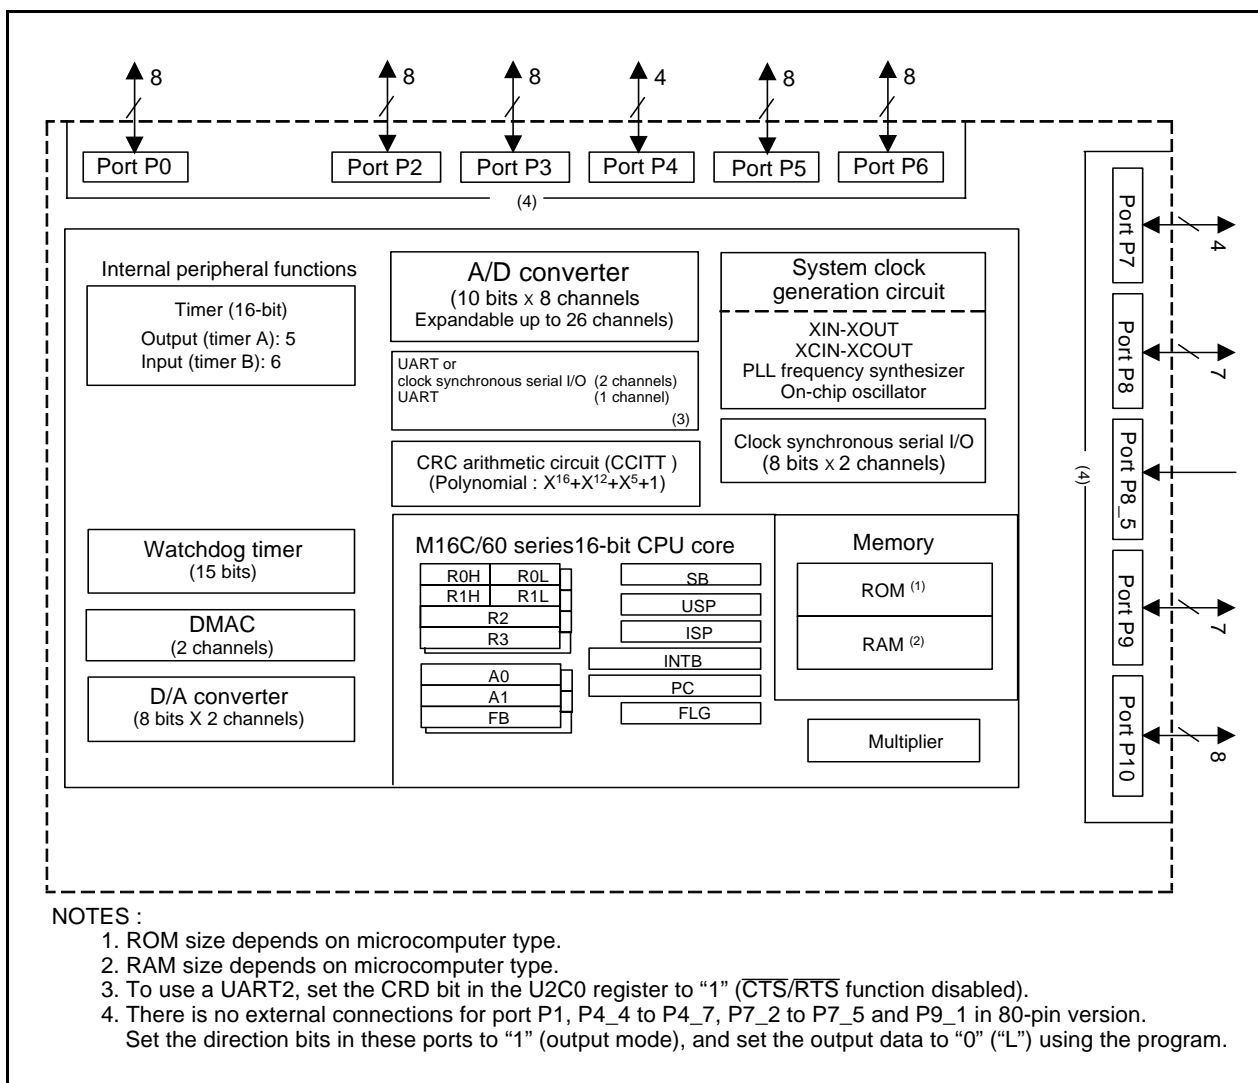 8
8
8
4
8
8
Port P0
Port P2
Port P3
Port P4
Port P5
Port P6
(4)
Internal peripheral functions
Timer (16-bit)
Output (timer A): 5
Input (timer B): 6
A/D converter
(10 bits x 8 channels
Expandable up to 26 channels)
System clock
generation circuit
XIN-XOUT
XCIN-XCOUT
PLL frequency synthesizer
On-chip oscillator
UART or
clock synchronous serial I/O (2 channels)
UART (1 channel)
(3)
Clock synchronous serial I/O
(8 bits x 2 channels)
CRC arithmetic circuit (CCITT )
(Polynomial : X¹⁶+X¹²+X⁵+1)
Watchdog timer
(15 bits)
DMAC
(2 channels)
D/A converter
(8 bits X 2 channels)
M16C/60 series16-bit CPU core
R0H R0L
R1H R1L
R2
R3
A0
A1
FB
SB
USP
ISP
INTB
PC
FLG
Memory
ROM (1)
RAM (2)
Multiplier
Port P7
4
Port P8
7
Port P8_5
(4)
Port P9
7
Port P10
8
NOTES :
1. ROM size depends on microcomputer type.
2. RAM size depends on microcomputer type.
3. To use a UART2, set the CRD bit in the U2C0 register to “1” (C̅T̅S̅/R̅T̅S̅ function disabled).
4. There is no external connections for port P1, P4_4 to P4_7, P7_2 to P7_5 and P9_1 in 80-pin version.
Set the direction bits in these ports to “1” (output mode), and set the output data to “0” (“L”) using the program.